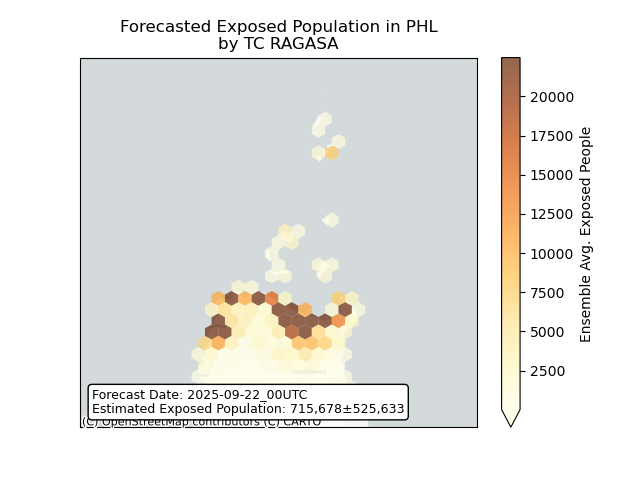 Forecasted Exposed Population in PHL
by TC RAGASA
20000
17500
15000
12500
10000
7500
5000
2500
Ensemble Avg. Exposed People
Forecast Date: 2025-09-22_00UTC
Estimated Exposed Population: 715,678±525,633
(C) OpenStreetMap contributors (C) CARTO